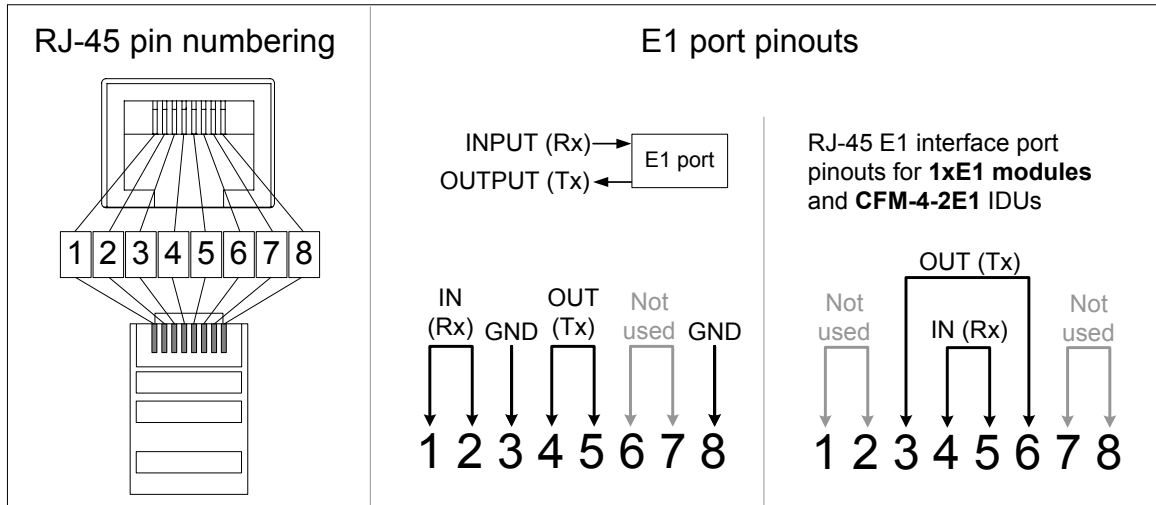 RJ-45 pin numbering
1 2 3 4 5 6 7 8
E1 port pinouts
INPUT (Rx)
OUTPUT (Tx)
E1 port
IN
(Rx)
GND
OUT
(Tx)
Not
used
GND
1 2 3 4 5 6 7 8
RJ-45 E1 interface port
pinouts for 1xE1 modules
and CFM-4-2E1 IDUs
OUT (Tx)
Not
used
IN (Rx)
Not
used
1 2 3 4 5 6 7 8